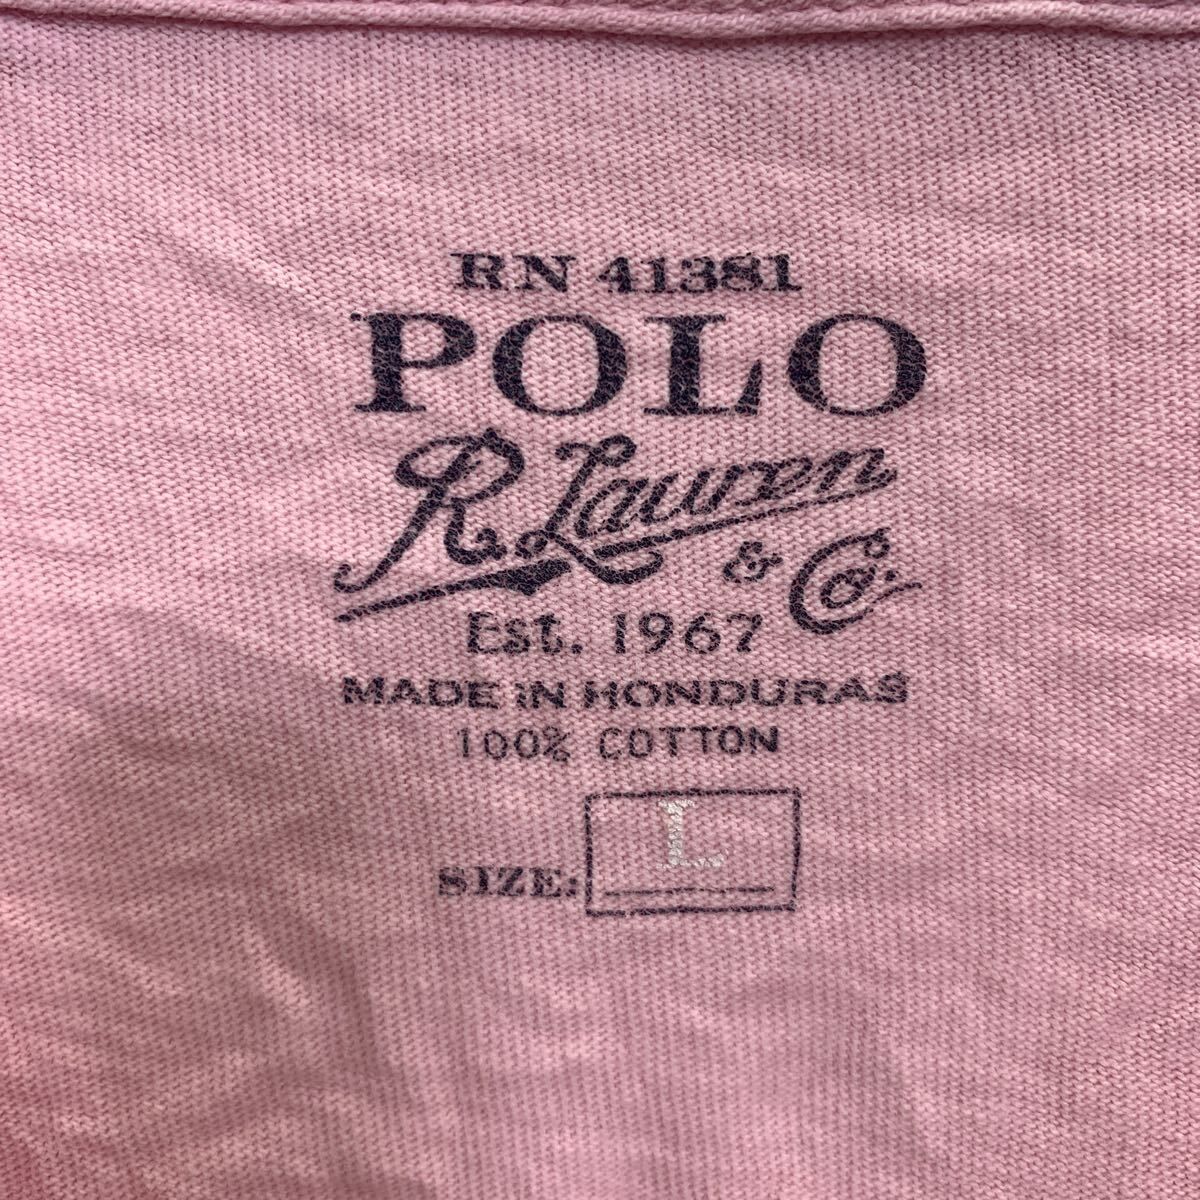 RN 41381
POLO
R. Lauren
& Co.
Est. 1967
MADE IN HONDURAS
100% COTTON
SIZE: L